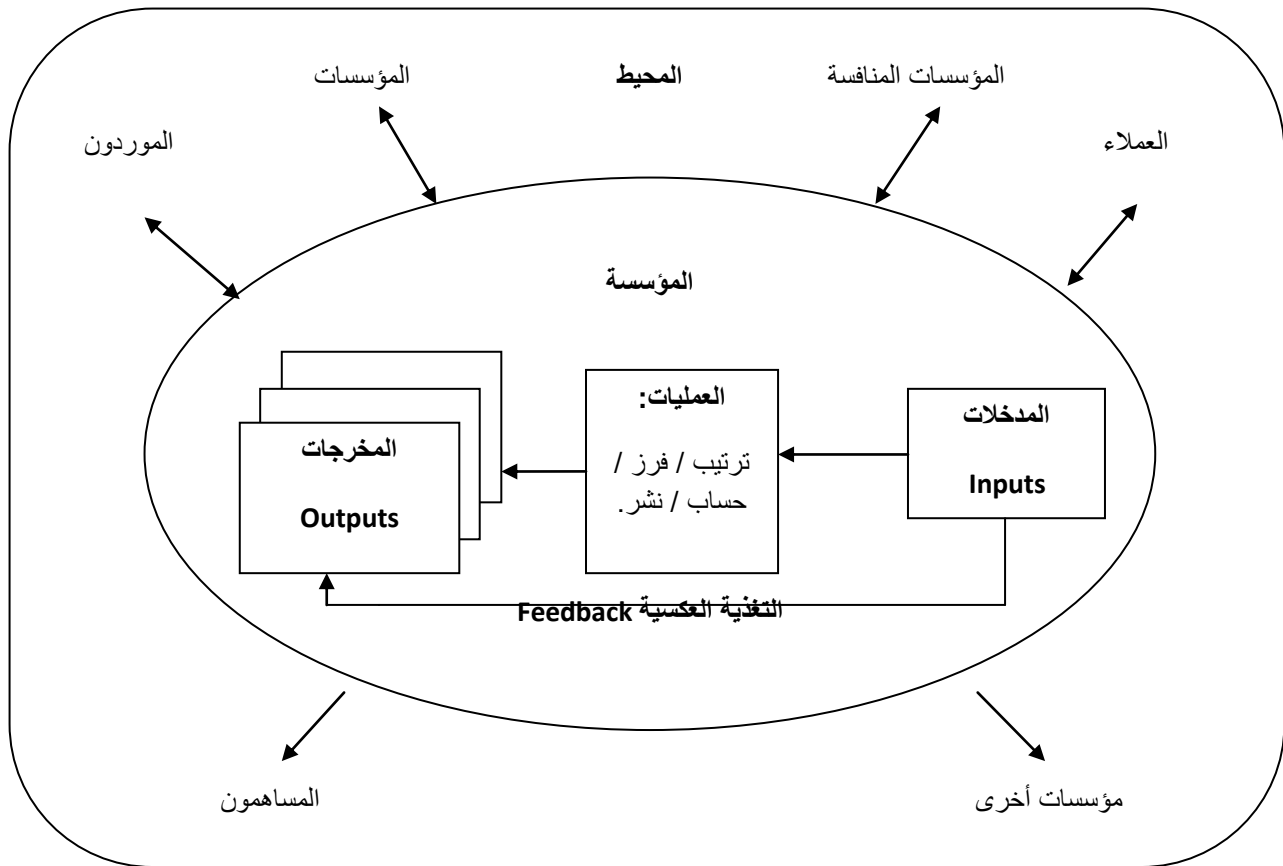 المؤسسات المنافسة
المحيط
المؤسسات
العملاء
الموردون
المؤسسة
المدخلات
Inputs
العمليات:
ترتيب / فرز /
حساب / نشر.
المخرجات
Outputs
التغذية العكسية Feedback
مؤسسات أخرى
المساهمون